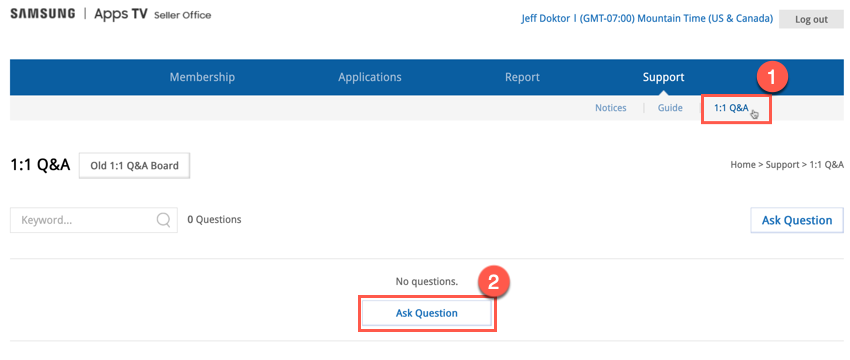 SAMSUNG | Apps TV Seller Office
Jeff Doktor | (GMT-07:00) Mountain Time (US & Canada) Log out
Membership Applications Report Support 1
Notices | Guide | 1:1 Q&A
1:1 Q&A Old 1:1 Q&A Board Home > Support > 1:1 Q&A
Keyword... 0 Questions Ask Question
No questions. 2
Ask Question